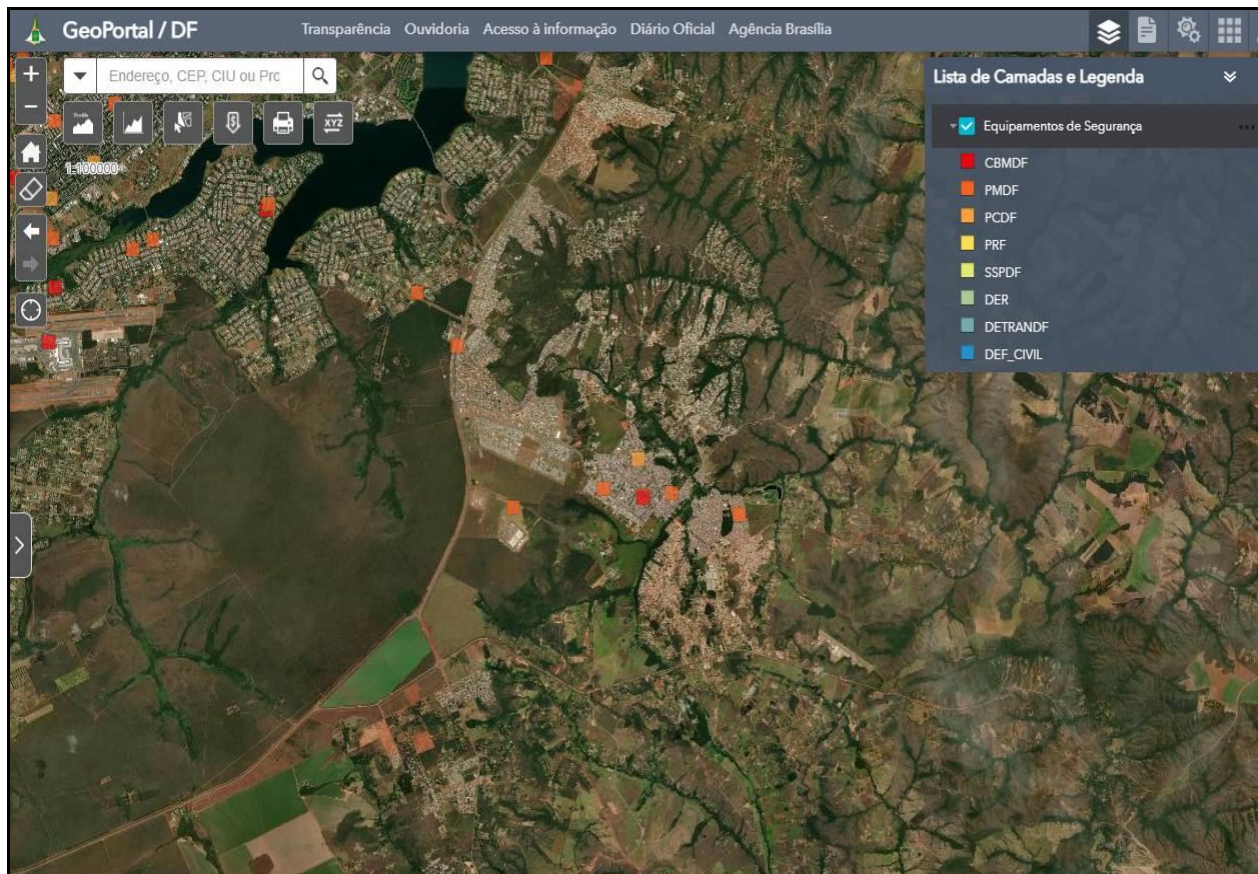 GeoPortal / DF
Transparência Ouvidoria Acesso à informação Diário Oficial Agência Brasília
+
Endereço, CEP, CIU ou Prc
−
Profile
XYZ
1:100000
Lista de Camadas e Legenda
Equipamentos de Segurança
CBMDF
PMDF
PCDF
PRF
SSPDF
DER
DETRANDF
DEF_CIVIL